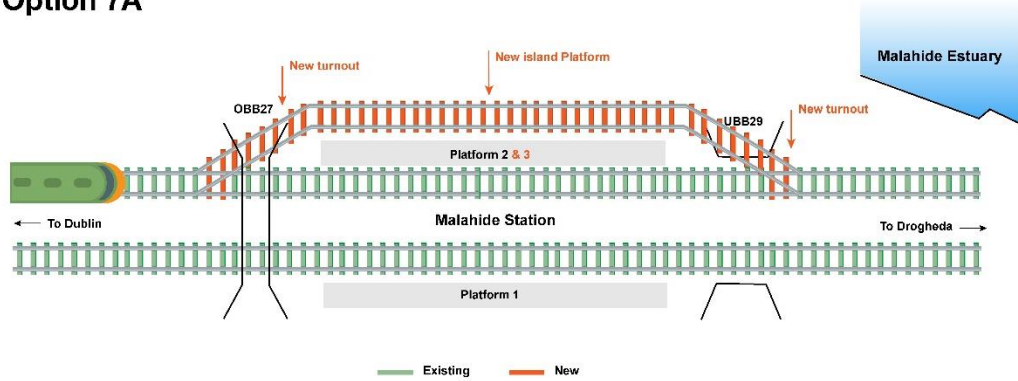 Option 7A
Malahide Estuary
New island Platform
New turnout
OBB27
New turnout
UBB29
Platform 2 & 3
Malahide Station
To Dublin
To Drogheda
Platform 1
Existing
New